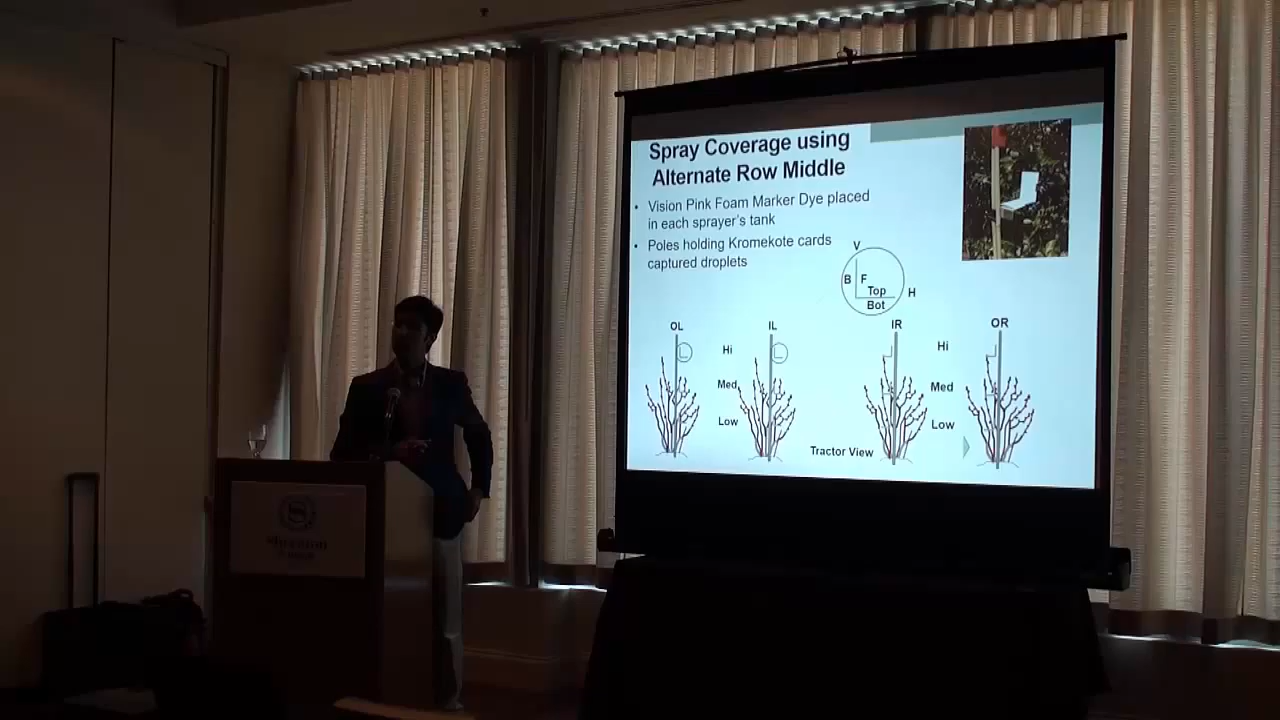 Spray Coverage using
Alternate Row Middle
• Vision Pink Foam Marker Dye placed
in each sprayer's tank
• Poles holding Kromekote cards
captured droplets
V
B F
Top
H
Bot
OL IL IR OR
Hi Hi
Med Med
Low Low
Tractor View
Sheraton